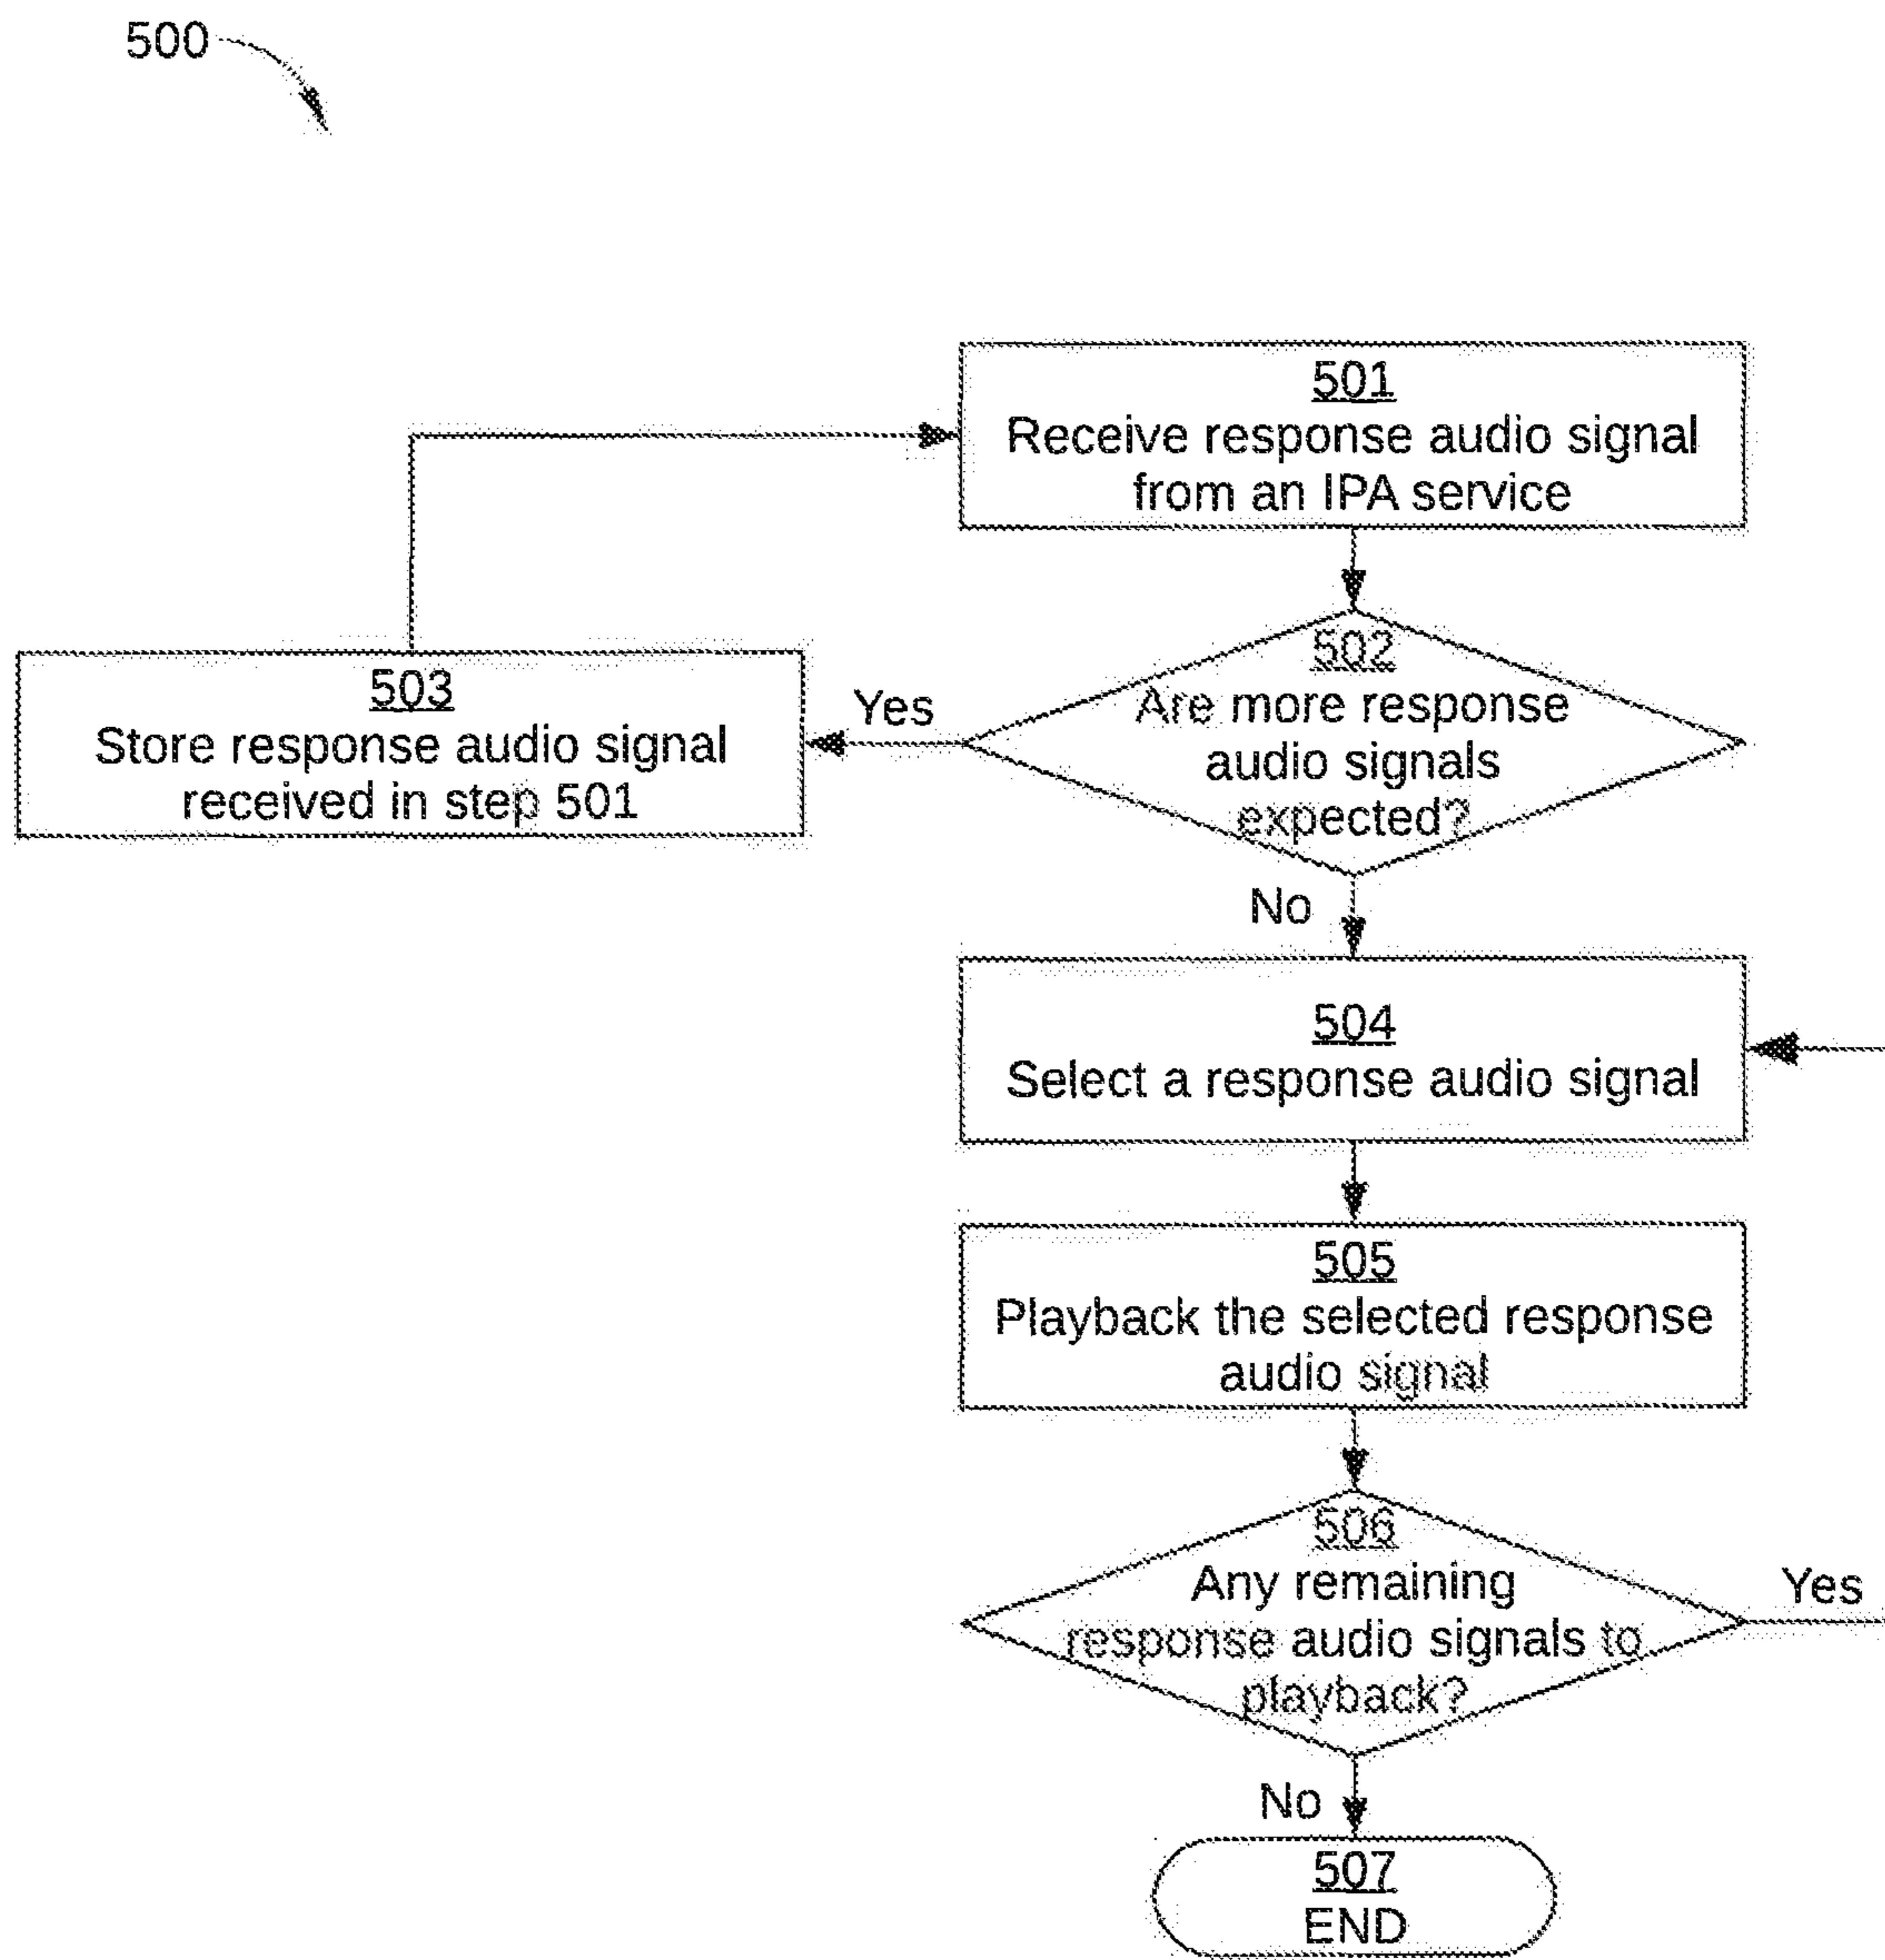 500
501
Receive response audio signal
from an IPA service
502
Are more response
audio signals
expected?
Yes
503
Store response audio signal
received in step 501
No
504
Select a response audio signal
505
Playback the selected response
audio signal
506
Any remaining
response audio signals to
playback?
Yes
No
507
END